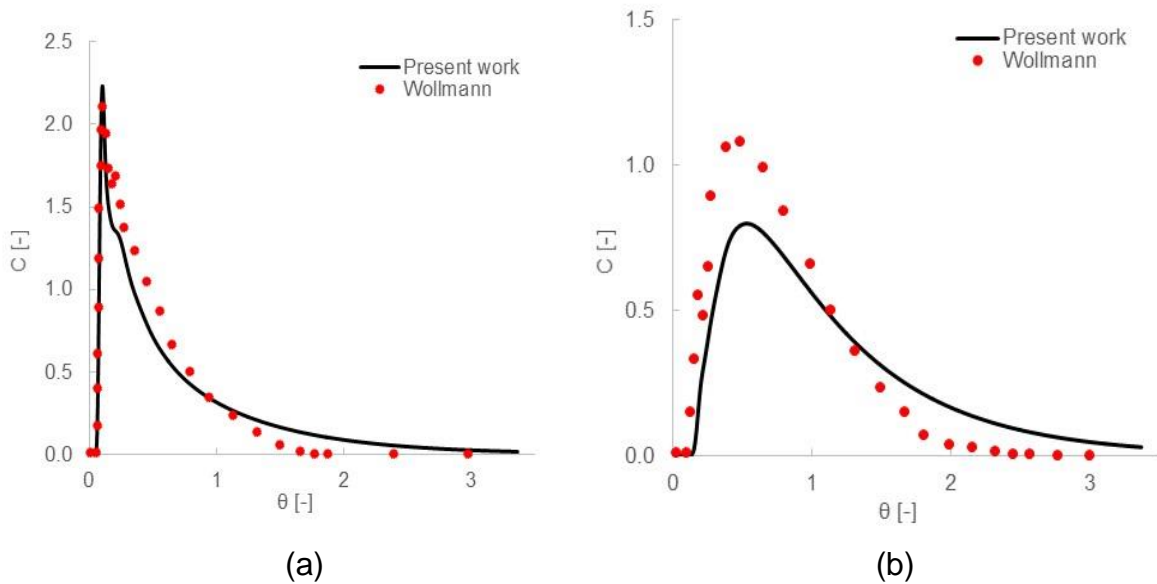 2.5
2.0
1.5
1.0
0.5
0.0
C [-]
0
1
2
3
θ [-]
Present work
Wollmann
(a)
1.5
1.0
0.5
0.0
C [-]
0
1
2
3
θ [-]
Present work
Wollmann
(b)